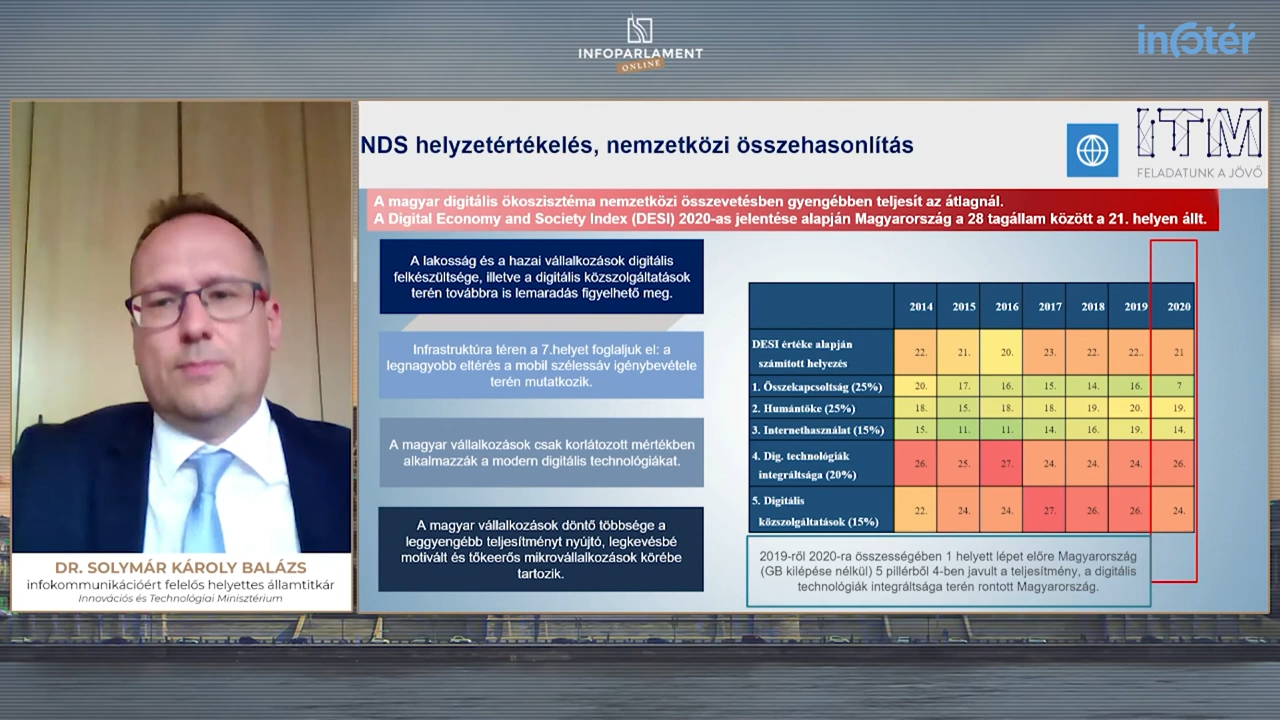 INFOPARLAMENT
ONLINE
infotér
NDS helyzetértékelés, nemzetközi összehasonlítás
ITM
FELADATUNK A JÖVŐ
A magyar digitális ökoszisztéma nemzetközi összevetésben gyengébben teljesít az átlagnál.
A Digital Economy and Society Index (DESI) 2020-as jelentése alapján Magyarország a 28 tagállam között a 21. helyen állt.
A lakosság és a hazai vállalkozások digitális
felkészültsége, illetve a digitális közszolgáltatások
terén továbbra is lemaradás figyelhető meg.
Infrastruktúra téren a 7.helyet foglaljuk el: a
legnagyobb eltérés a mobil szélessáv igénybevétele
terén mutatkozik.
A magyar vállalkozások csak korlátozott mértékben
alkalmazzák a modern digitális technológiákat.
A magyar vállalkozások döntő többsége a
leggyengébb teljesítményt nyújtó, legkevésbé
motivált és tőkeerős mikrovállalkozások körébe
tartozik.
2014 2015 2016 2017 2018 2019 2020
DESI értéke alapján
számított helyezés 22. 21. 20. 23. 22. 22.. 21
1. Összekapcsoltság (25%) 20. 17. 16. 15. 14. 16. 7
2. Humántőke (25%) 18. 15. 18. 18. 19. 20. 19.
3. Internethasználat (15%) 15. 11. 11. 14. 16. 19. 14.
4. Dig. technológiák
integráltsága (20%) 26. 25. 27. 24. 24. 24. 26.
5. Digitális
közszolgáltatások (15%) 22. 24. 24. 27. 26. 26. 24.
2019-ről 2020-ra összességében 1 helyett lépet előre Magyarország
(GB kilépése nélkül) 5 pillérből 4-ben javult a teljesítmény, a digitális
technológiák integráltsága terén rontott Magyarország.
DR. SOLYMÁR KÁROLY BALÁZS
infokommunikációért felelős helyettes államtitkár
Innovációs és Technológiai Minisztérium